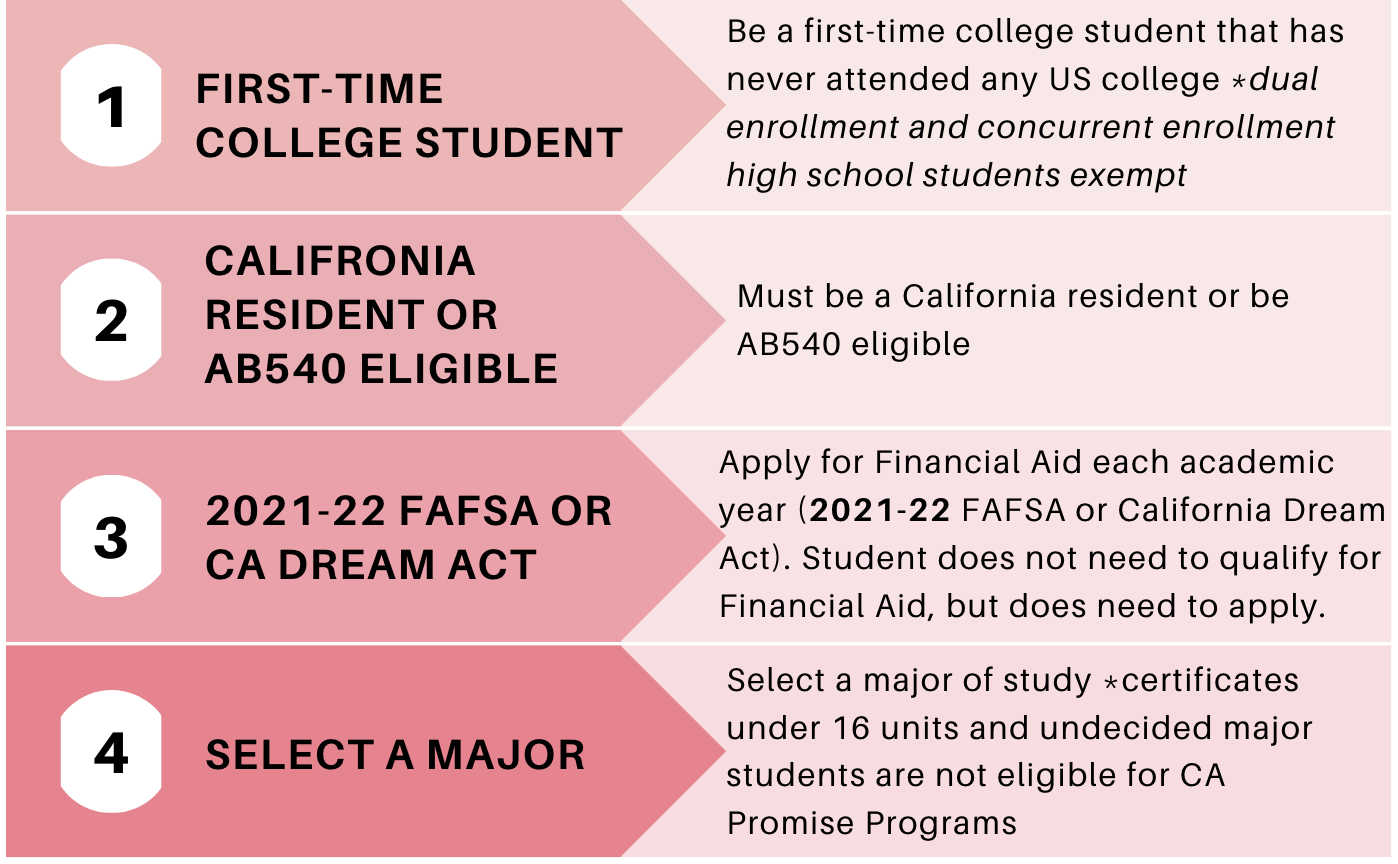 1
FIRST-TIME
COLLEGE STUDENT
Be a first-time college student that has
never attended any US college *dual
enrollment and concurrent enrollment
high school students exempt
2
CALIFRONIA
RESIDENT OR
AB540 ELIGIBLE
Must be a California resident or be
AB540 eligible
3
2021-22 FAFSA OR
CA DREAM ACT
Apply for Financial Aid each academic
year (2021-22 FAFSA or California Dream
Act). Student does not need to qualify for
Financial Aid, but does need to apply.
4
SELECT A MAJOR
Select a major of study *certificates
under 16 units and undecided major
students are not eligible for CA
Promise Programs